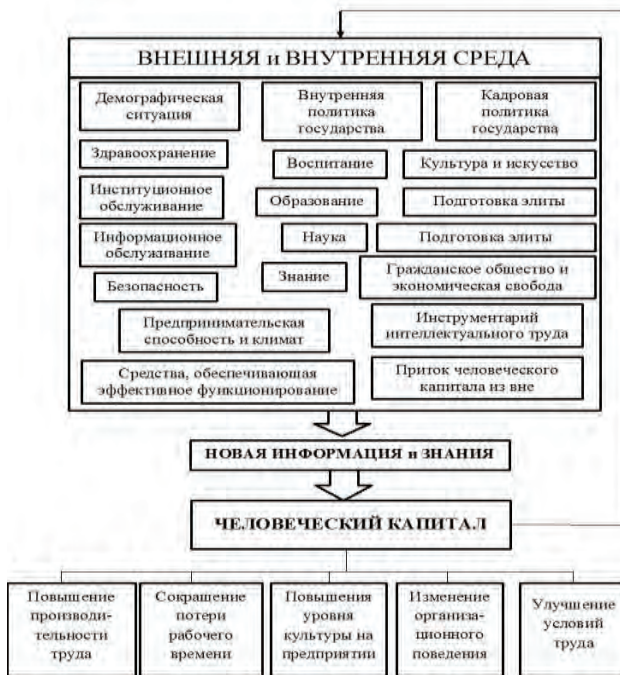 ВНЕШНЯЯ и ВНУТРЕННЯЯ СРЕДА
Демографическая
ситуация
Внутренняя
политика
государства
Кадровая
политика
государства
Здравоохранение
Воспитание
Культура и искусство
Институционное
обслуживание
Образование
Подготовка элиты
Информационное
обслуживание
Наука
Подготовка элиты
Безопасность
Знание
Гражданское общество и
экономическая свобода
Предпринимательская
способность и климат
Инструментарий
интеллектуального труда
Средства, обеспечивающая
эффективное функционирование
Приток человеческого
капитала из вне
НОВАЯ ИНФОРМАЦИЯ и ЗНАНИЯ
ЧЕЛОВЕЧЕСКИЙ КАПИТАЛ
Повышение
производи-
тельности
труда
Сокращение
потери
рабочего
времени
Повышения
уровня
культуры на
предприятии
Изменение
организа-
ционного
поведения
Улучшение
условий
труда